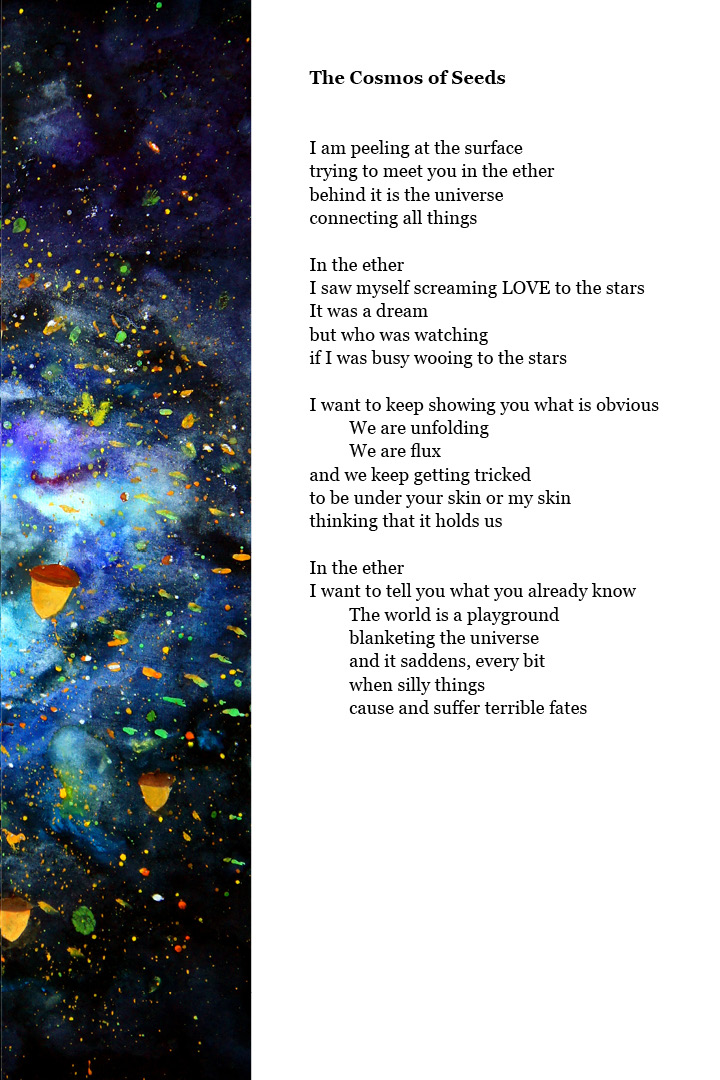 The Cosmos of Seeds
I am peeling at the surface
trying to meet you in the ether
behind it is the universe
connecting all things
In the ether
I saw myself screaming LOVE to the stars
It was a dream
but who was watching
if I was busy wooing to the stars
I want to keep showing you what is obvious
We are unfolding
We are flux
and we keep getting tricked
to be under your skin or my skin
thinking that it holds us
In the ether
I want to tell you what you already know
The world is a playground
blanketing the universe
and it saddens, every bit
when silly things
cause and suffer terrible fates